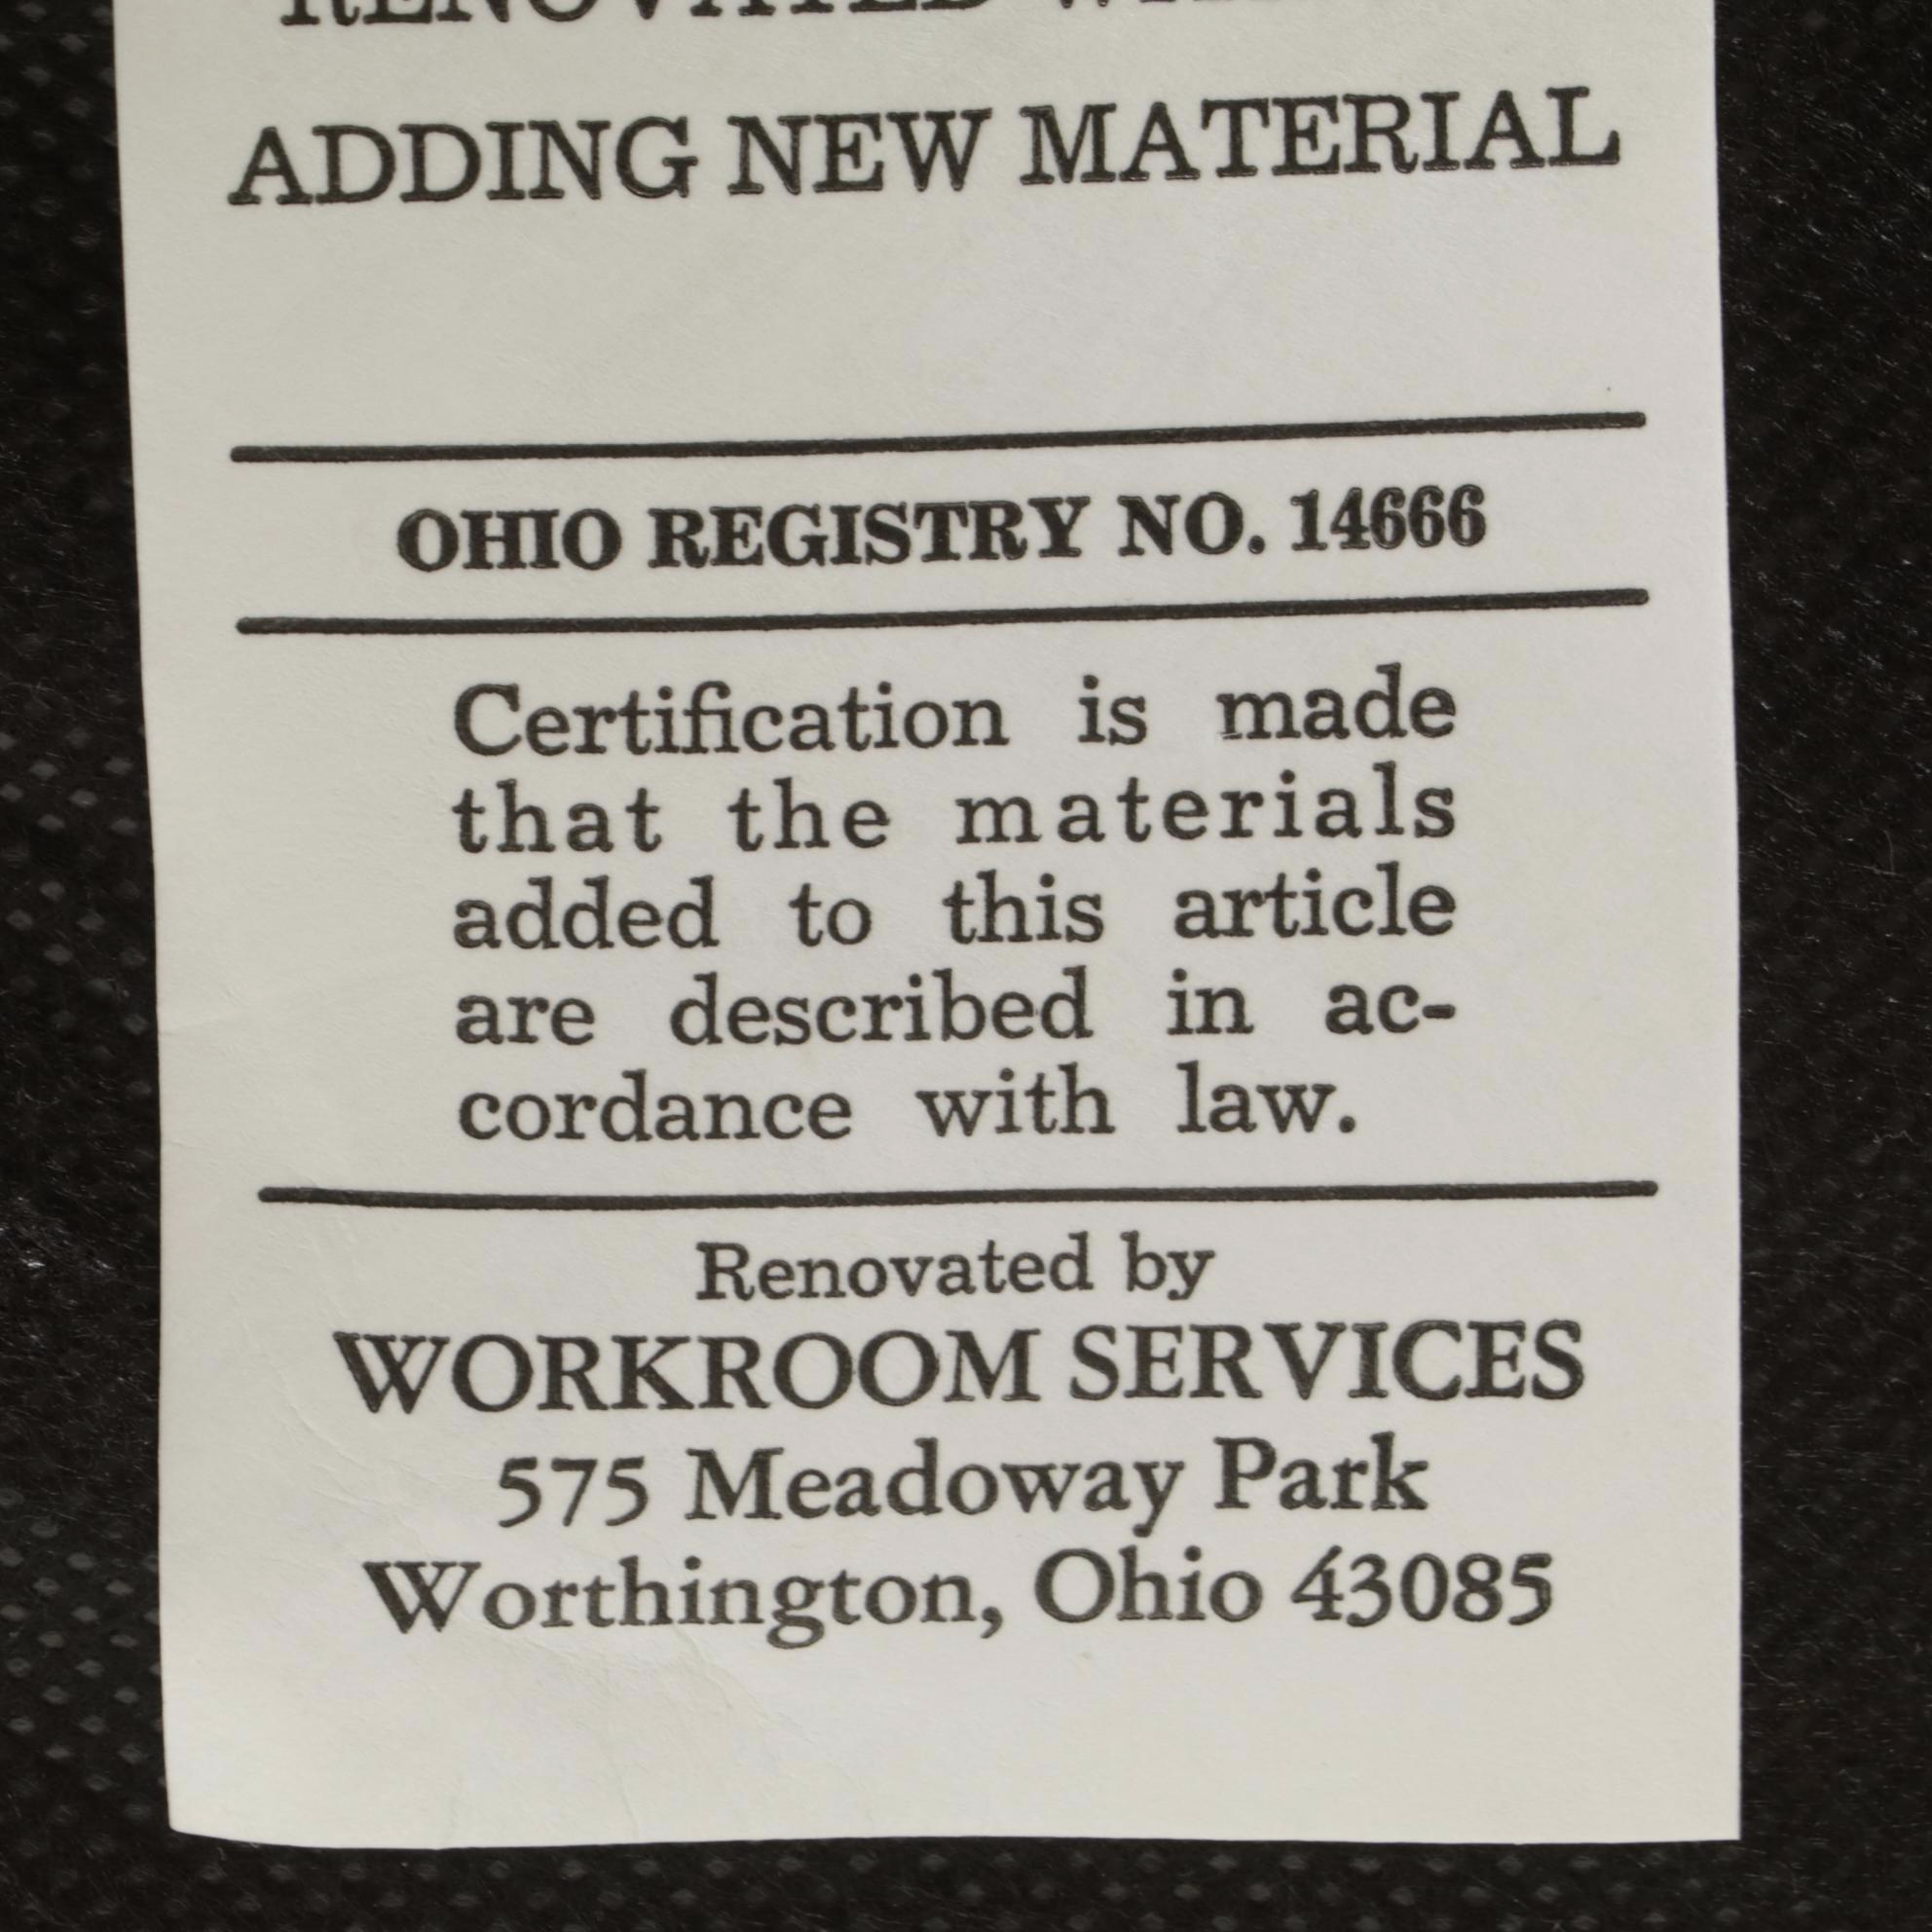 RENOVATED
ADDING NEW MATERIAL
OHIO REGISTRY NO. 14666
Certification is made
that the materials
added to this article
are described in ac-
cordance with law.
Renovated by
WORKROOM SERVICES
575 Meadoway Park
Worthington, Ohio 43085